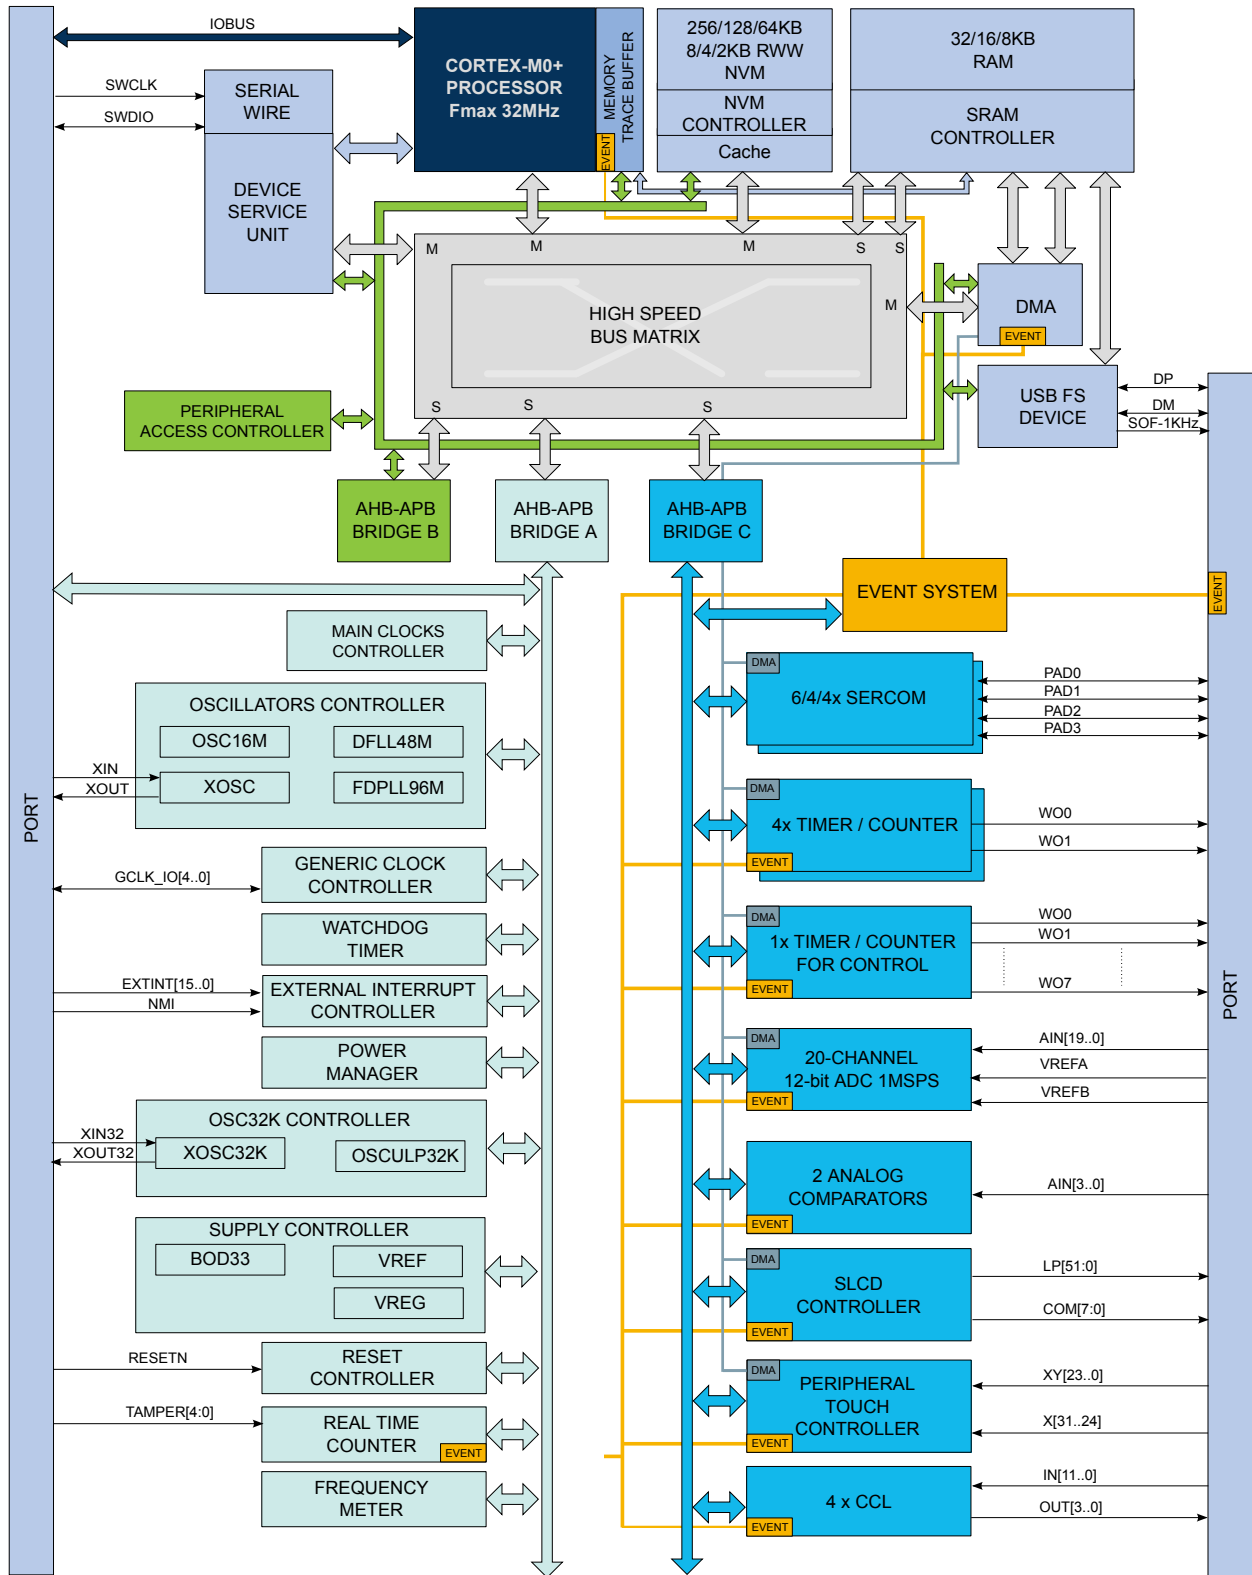 IOBUS
CORTEX-M0+
PROCESSOR
Fmax 32MHz
MEMORY
TRACE BUFFER
EVENT
256/128/64KB
8/4/2KB RWW
NVM
NVM
CONTROLLER
Cache
32/16/8KB
RAM
SRAM
CONTROLLER
SWCLK
SWDIO
SERIAL
WIRE
DEVICE
SERVICE
UNIT
M
M
M
S
S
M
HIGH SPEED
BUS MATRIX
S
S
S
DMA
EVENT
USB FS
DEVICE
DP
DM
SOF-1KHz
PERIPHERAL
ACCESS CONTROLLER
AHB-APB
BRIDGE B
AHB-APB
BRIDGE A
AHB-APB
BRIDGE C
EVENT SYSTEM
EVENT
PORT
PORT
MAIN CLOCKS
CONTROLLER
OSCILLATORS CONTROLLER
OSC16M
DFLL48M
XOSC
FDPLL96M
XIN
XOUT
GCLK_IO[4..0]
GENERIC CLOCK
CONTROLLER
WATCHDOG
TIMER
EXTINT[15..0]
NMI
EXTERNAL INTERRUPT
CONTROLLER
POWER
MANAGER
OSC32K CONTROLLER
XIN32
XOUT32
XOSC32K
OSCULP32K
SUPPLY CONTROLLER
BOD33
VREF
VREG
RESETN
RESET
CONTROLLER
TAMPER[4:0]
REAL TIME
COUNTER
EVENT
FREQUENCY
METER
DMA
6/4/4x SERCOM
PAD0
PAD1
PAD2
PAD3
DMA
4x TIMER / COUNTER
EVENT
WO0
WO1
DMA
1x TIMER / COUNTER
FOR CONTROL
EVENT
WO0
WO1
WO7
DMA
20-CHANNEL
12-bit ADC 1MSPS
EVENT
AIN[19..0]
VREFA
VREFB
2 ANALOG
COMPARATORS
EVENT
AIN[3..0]
DMA
SLCD
CONTROLLER
EVENT
LP[51:0]
COM[7:0]
DMA
PERIPHERAL
TOUCH
CONTROLLER
EVENT
XY[23..0]
X[31..24]
4 x CCL
EVENT
IN[11..0]
OUT[3..0]